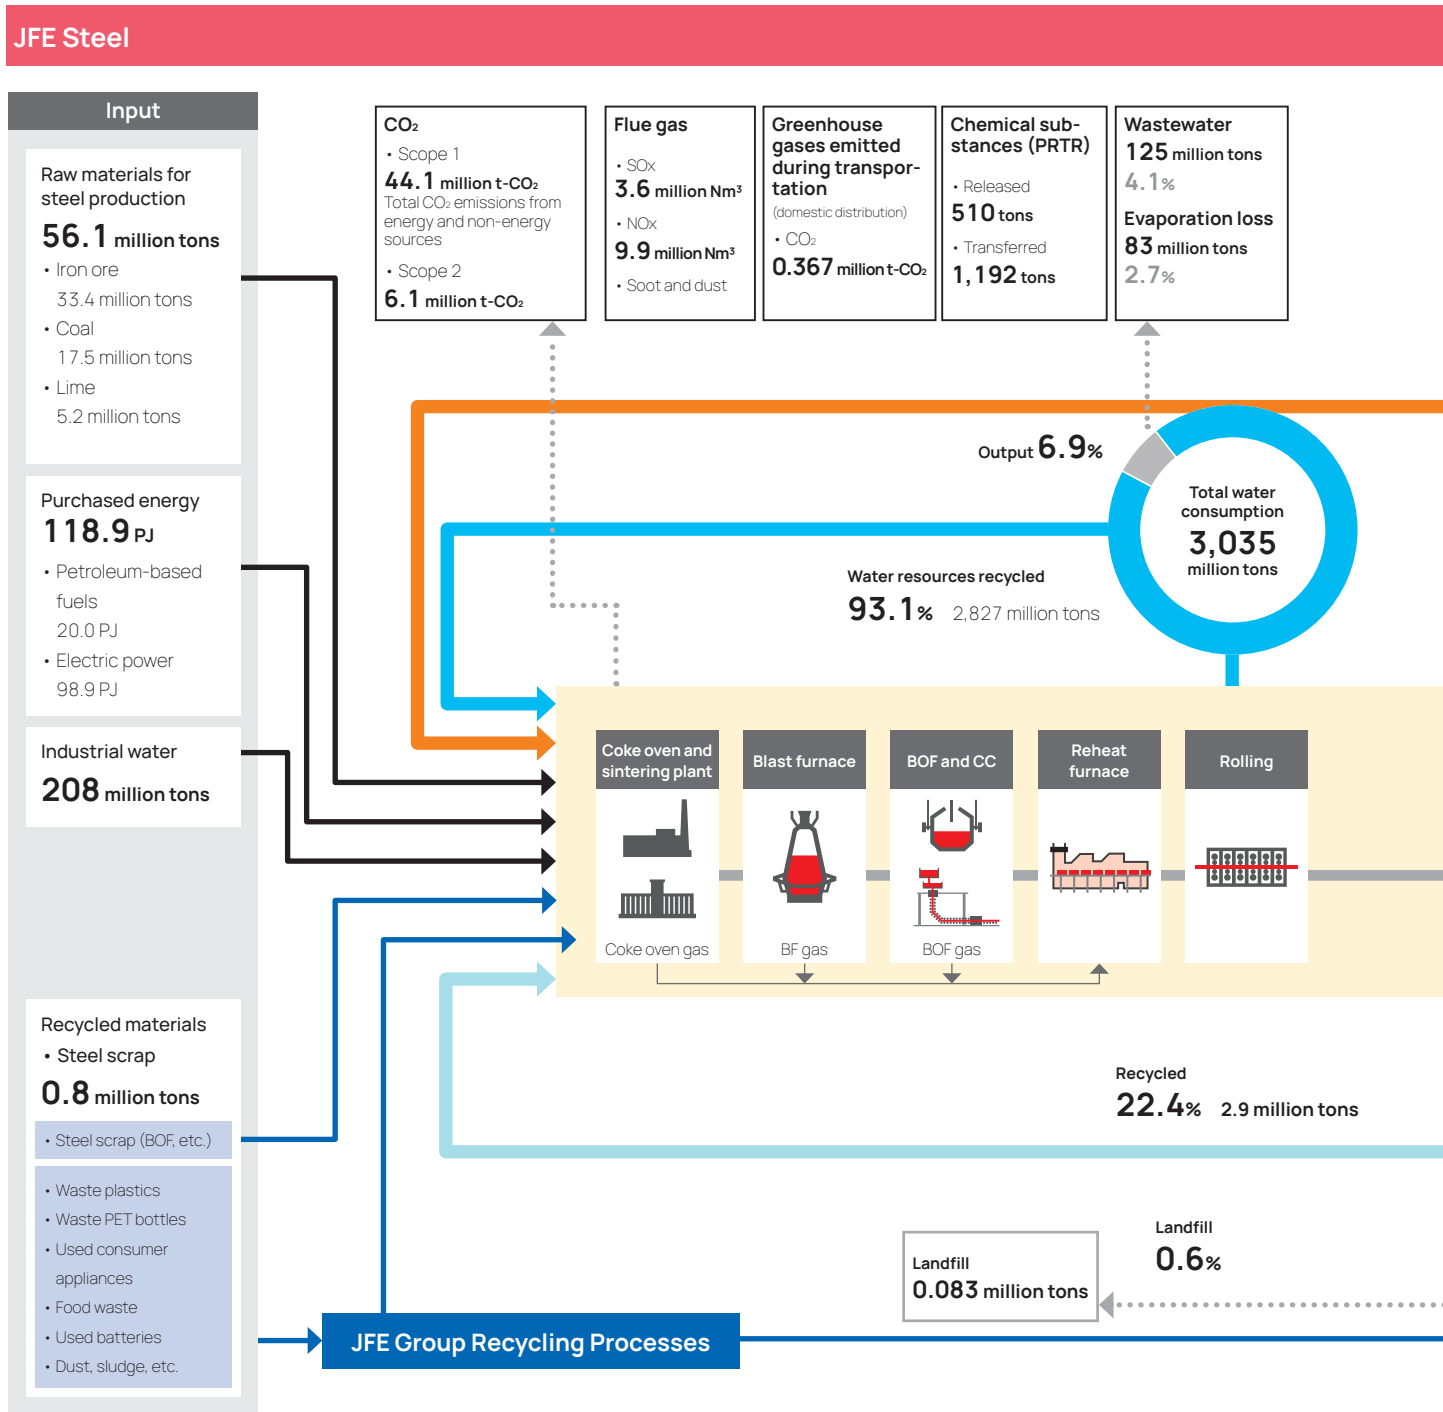 JFE Steel
Input
Raw materials for
steel production
56.1 million tons
• Iron ore
33.4 million tons
• Coal
17.5 million tons
• Lime
5.2 million tons
Purchased energy
118.9 PJ
• Petroleum-based
fuels
20.0 PJ
• Electric power
98.9 PJ
Industrial water
208 million tons
Recycled materials
• Steel scrap
0.8 million tons
• Steel scrap (BOF, etc.)
• Waste plastics
• Waste PET bottles
• Used consumer
appliances
• Food waste
• Used batteries
• Dust, sludge, etc.
CO₂
• Scope 1
44.1 million t-CO₂
Total CO₂ emissions from
energy and non-energy
sources
• Scope 2
6.1 million t-CO₂
Flue gas
• SOx
3.6 million Nm³
• NOx
9.9 million Nm³
• Soot and dust
Greenhouse
gases emitted
during transpor-
tation
(domestic distribution)
• CO₂
0.367 million t-CO₂
Chemical sub-
stances (PRTR)
• Released
510 tons
• Transferred
1,192 tons
Wastewater
125 million tons
4.1%
Evaporation loss
83 million tons
2.7%
Output 6.9%
Total water
consumption
3,035
million tons
Water resources recycled
93.1% 2,827 million tons
Coke oven and
sintering plant
Coke oven gas
Blast furnace
BF gas
BOF and CC
BOF gas
Reheat
furnace
Rolling
Recycled
22.4% 2.9 million tons
Landfill
0.6%
Landfill
0.083 million tons
JFE Group Recycling Processes